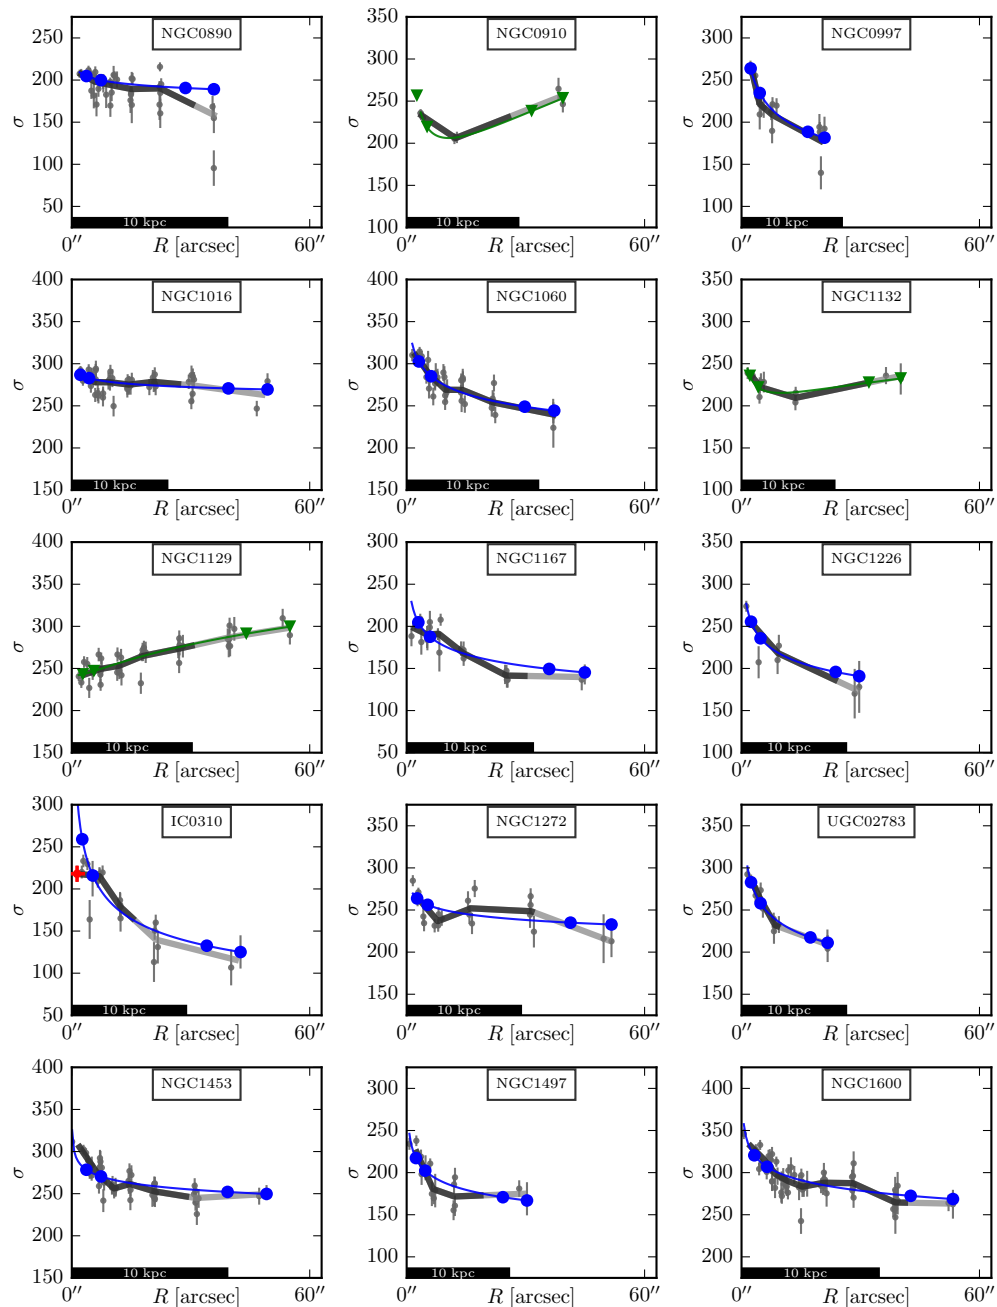 NGC0890
250
200
150
100
50
σ
10 kpc
0″ R [arcsec] 60″
NGC0910
350
300
250
200
150
100
σ
10 kpc
0″ R [arcsec] 60″
NGC0997
300
250
200
150
100
σ
10 kpc
0″ R [arcsec] 60″
NGC1016
400
350
300
250
200
150
σ
10 kpc
0″ R [arcsec] 60″
NGC1060
400
350
300
250
200
150
σ
10 kpc
0″ R [arcsec] 60″
NGC1132
350
300
250
200
150
100
σ
10 kpc
0″ R [arcsec] 60″
NGC1129
400
350
300
250
200
150
σ
10 kpc
0″ R [arcsec] 60″
NGC1167
300
250
200
150
100
50
σ
10 kpc
0″ R [arcsec] 60″
NGC1226
350
300
250
200
150
100
σ
10 kpc
0″ R [arcsec] 60″
IC0310
300
250
200
150
100
50
σ
10 kpc
0″ R [arcsec] 60″
NGC1272
350
300
250
200
150
σ
10 kpc
0″ R [arcsec] 60″
UGC02783
350
300
250
200
150
σ
10 kpc
0″ R [arcsec] 60″
NGC1453
400
350
300
250
200
150
σ
10 kpc
0″ R [arcsec] 60″
NGC1497
300
250
200
150
100
σ
10 kpc
0″ R [arcsec] 60″
NGC1600
400
350
300
250
200
σ
10 kpc
0″ R [arcsec] 60″